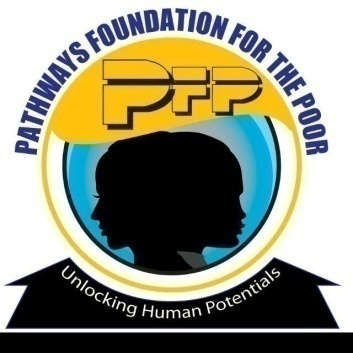 PATHWAYS FOUNDATION FOR THE POOR
PFP
Unlocking Human Potentials